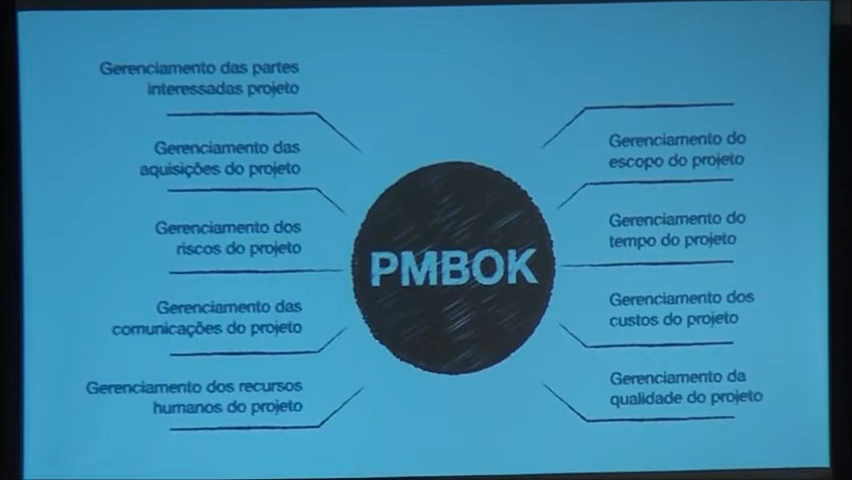 Gerenciamento das partes
interessadas projeto
Gerenciamento das
aquisições do projeto
Gerenciamento dos
riscos do projeto
Gerenciamento das
comunicações do projeto
Gerenciamento dos recursos
humanos do projeto
PMBOK
Gerenciamento do
escopo do projeto
Gerenciamento do
tempo do projeto
Gerenciamento dos
custos do projeto
Gerenciamento da
qualidade do projeto